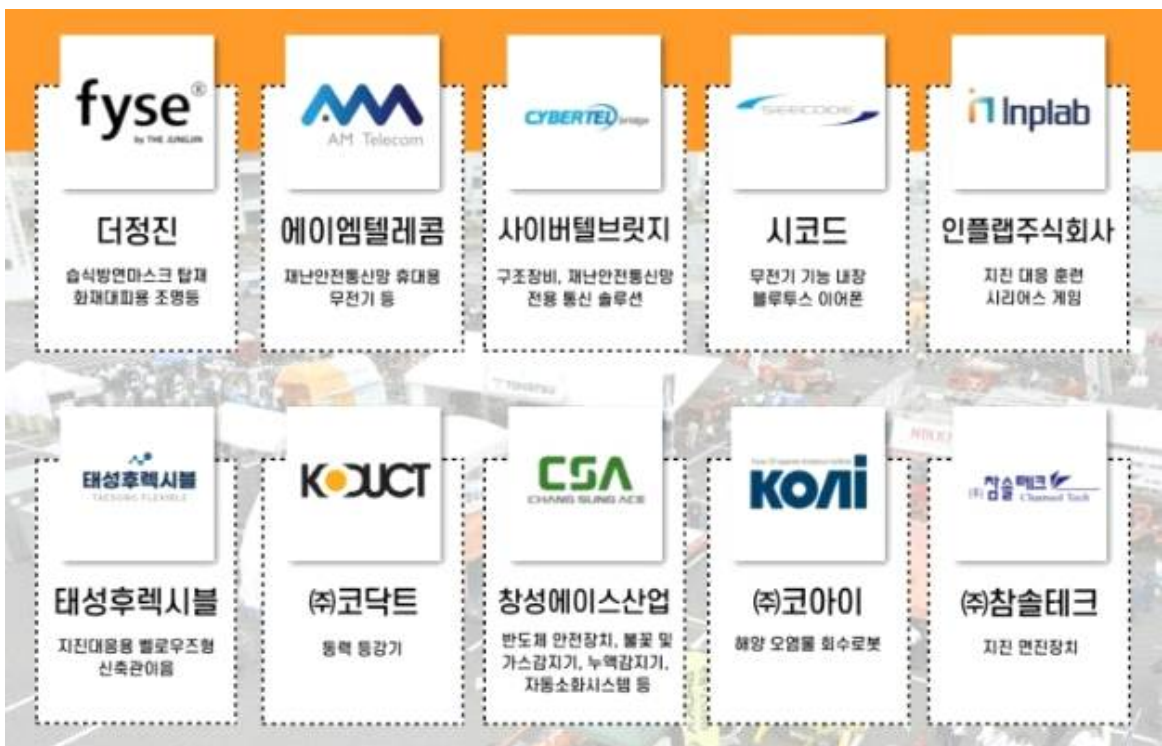 fyse®
by THE JUNGJIN
더정진
습식방연마스크 탑재
화재대피용 조명등
AM Telecom
에이엠텔레콤
재난안전통신망 휴대용
무전기 등
CYBERTEL bridge
사이버텔브릿지
구조장비, 재난안전통신망
전용 통신 솔루션
SEECODE
시코드
무전기 기능 내장
블루투스 이어폰
Inplab
인플랩주식회사
지진 대응 훈련
시리어스 게임
태성후렉시블
TAESUNG FLEXIBLE
태성후렉시블
지진대응용 벨로우즈형
신축관이음
KODUCT
㈜코닥트
동력 등강기
CSA
CHANG SUNG ACE
창성에이스산업
반도체 안전장치, 불꽃 및
가스감지기, 누액감지기,
자동소화시스템 등
KOAI
㈜코아이
해양 오염물 회수로봇
㈜참솔테크
Charmsol Tech
㈜참솔테크
지진 면진장치
TOHATSU